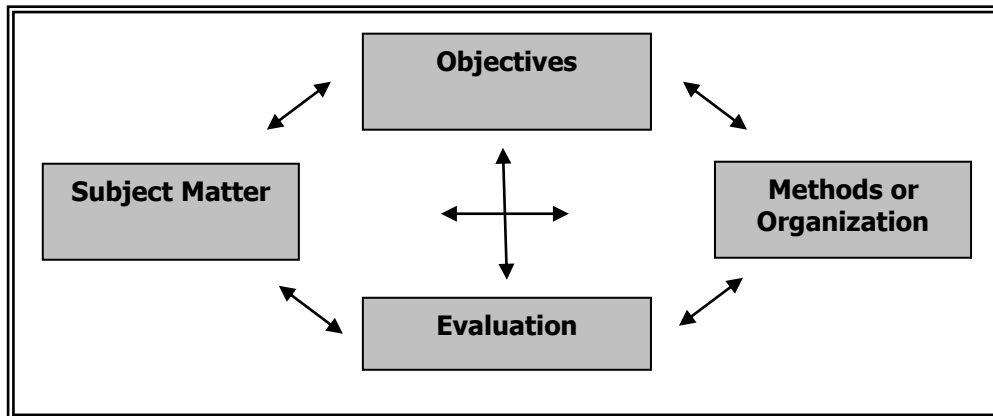 Objectives
Subject Matter
Methods or
Organization
Evaluation